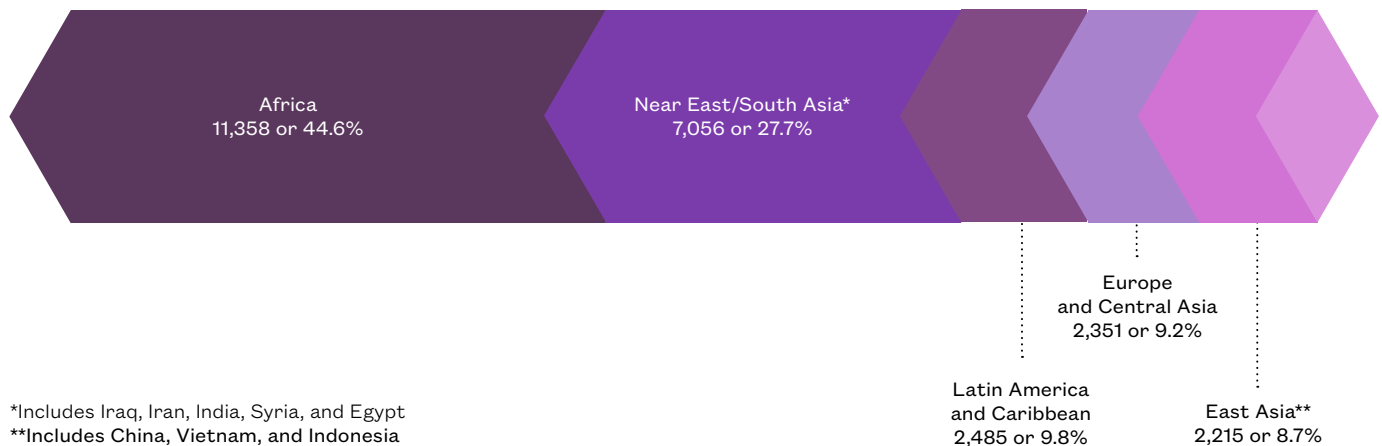 Africa
11,358 or 44.6%
Near East/South Asia*
7,056 or 27.7%
Europe
and Central Asia
2,351 or 9.2%
Latin America
and Caribbean
2,485 or 9.8%
East Asia**
2,215 or 8.7%
*Includes Iraq, Iran, India, Syria, and Egypt
**Includes China, Vietnam, and Indonesia